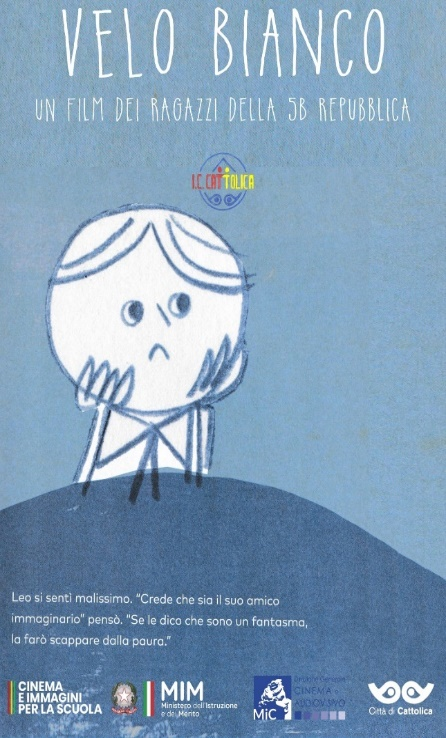 VELO BIANCO
UN FILM DEI RAGAZZI DELLA 5B REPUBBLICA
I.C. CATTOLICA
Leo si sentì malissimo. "Crede che sia il suo amico
immaginario" pensò. "Se le dico che sono un fantasma,
la farò scappare dalla paura."
CINEMA
E IMMAGINI
PER LA SCUOLA
MIM
Ministero dell'Istruzione
e del Merito
MiC
CINEMA
AUDIOVISIVO
Città di Cattolica